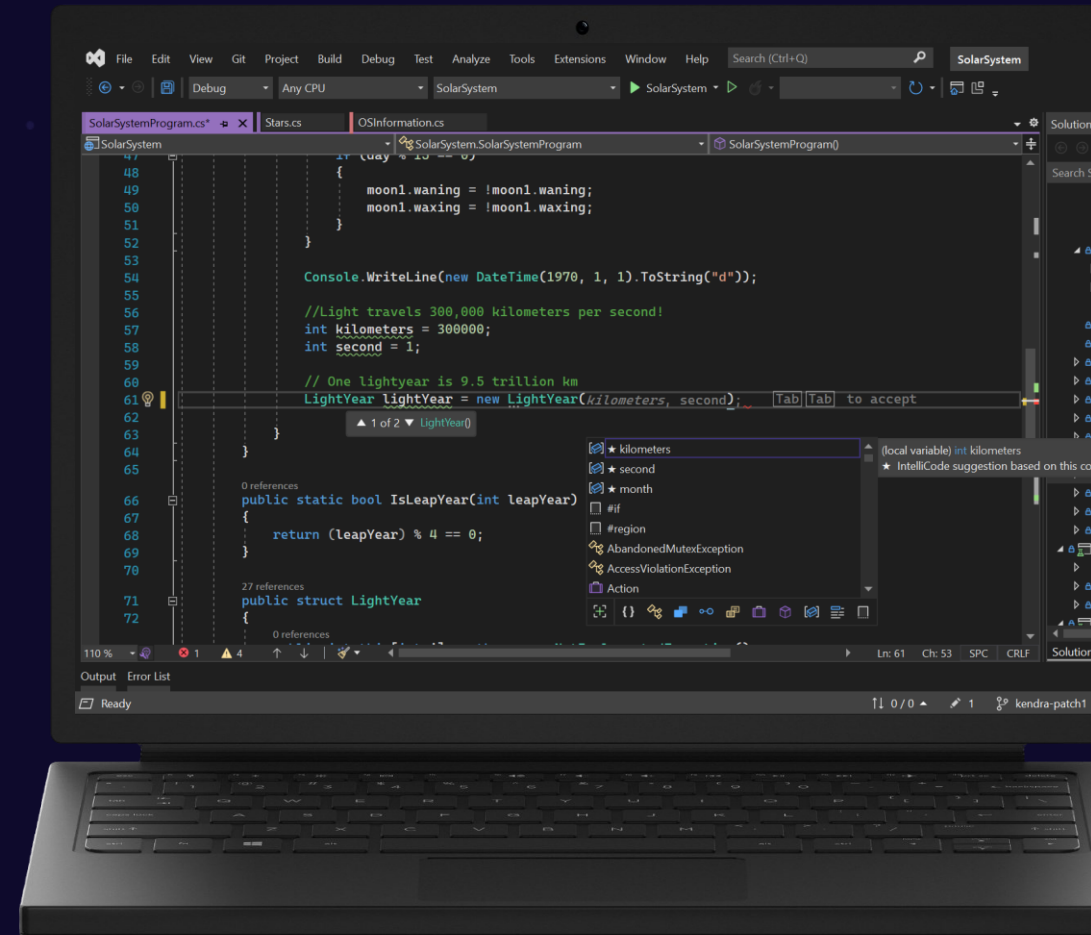 File Edit View Git Project Build Debug Test Analyze Tools Extensions Window Help Search (Ctrl+Q) SolarSystem
Debug Any CPU SolarSystem SolarSystem
SolarSystemProgram.cs* Stars.cs OSInformation.cs Solution
SolarSystem SolarSystem.SolarSystemProgram SolarSystemProgram()
47 if (day % 15 == 0)
48 {
Search S
49 moon1.waning = !moon1.waning;
50 moon1.waxing = !moon1.waxing;
51 }
52 }
53
54 Console.WriteLine(new DateTime(1970, 1, 1).ToString("d"));
55
56 //Light travels 300,000 kilometers per second!
57 int kilometers = 300000;
58 int second = 1;
59
60 // One lightyear is 9.5 trillion km
61 LightYear lightYear = new LightYear(kilometers, second); Tab Tab to accept
62 ▲ 1 of 2 ▼ LightYear()
63 }
64 }
65
★ kilometers
★ second
★ month
#if
#region
AbandonedMutexException
AccessViolationException
Action
(local variable) int kilometers
★ IntelliCode suggestion based on this co
0 references
66 public static bool IsLeapYear(int leapYear)
67 {
68 return (leapYear) % 4 == 0;
69 }
70
27 references
71 public struct LightYear
72 {
0 references
110 % 1 4 Ln: 61 Ch: 53 SPC CRLF Solution
Output Error List
Ready 0 / 0 1 kendra-patch1